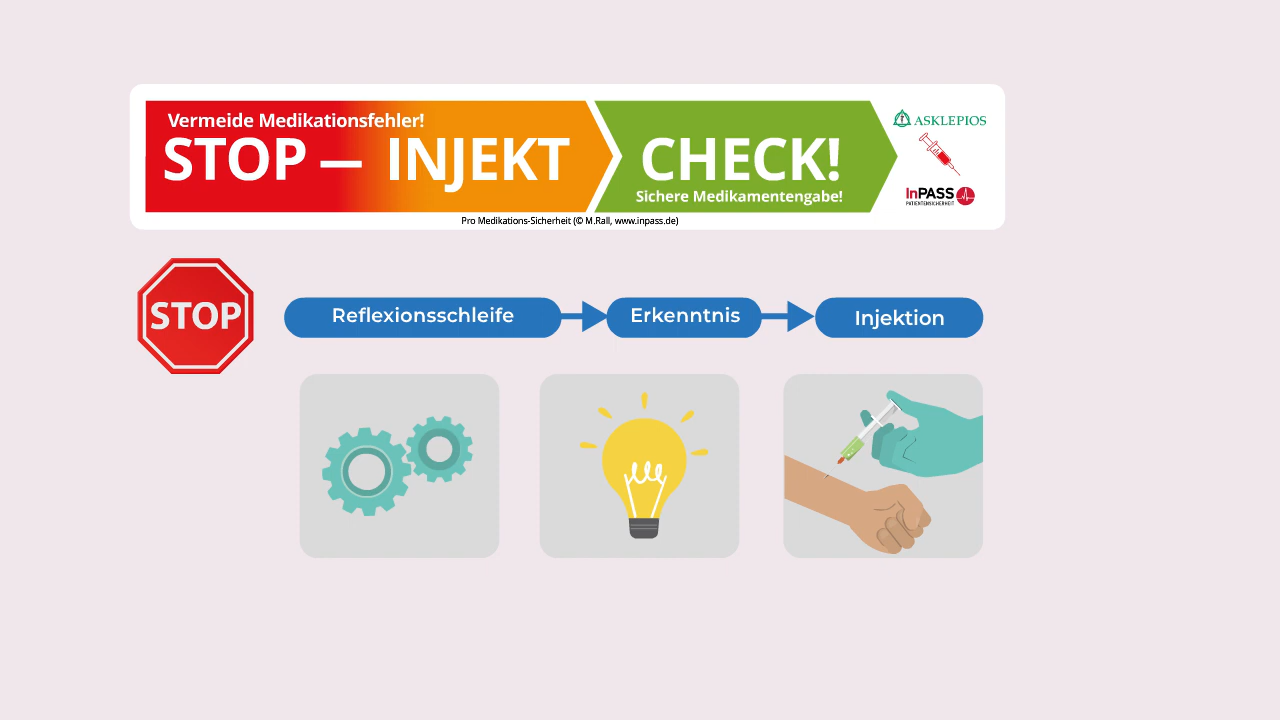 Vermeide Medikationsfehler!
STOP – INJEKT
CHECK!
Sichere Medikamentengabe!
ASKLEPIOS
InPASS
PATIENTENSICHERHEIT
Pro Medikations-Sicherheit (© M.Rall, www.inpass.de)
STOP
Reflexionsschleife
Erkenntnis
Injektion